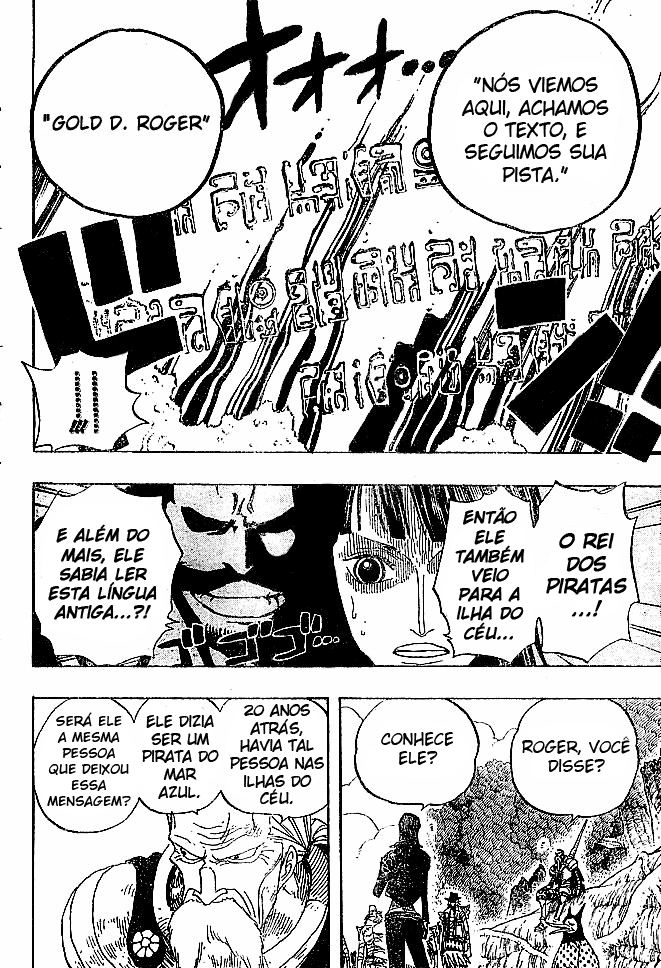 オオオ...
"NÓS VIEMOS
AQUI, ACHAMOS
O TEXTO, E
SEGUIMOS SUA
PISTA."
"GOLD D. ROGER"
!!!
O REI
DOS
PIRATAS
...!
ENTÃO
ELE
TAMBÉM
VEIO
PARA A
ILHA DO
CÉU...
E ALÉM DO
MAIS, ELE
SABIA LER
ESTA LÍNGUA
ANTIGA...?!
ROGER, VOCÊ
DISSE?
CONHECE
ELE?
20 ANOS
ATRÁS,
HAVIA TAL
PESSOA NAS
ILHAS DO
CÉU.
ELE DIZIA
SER UM
PIRATA DO
MAR
AZUL.
SERÁ ELE
A MESMA
PESSOA
QUE DEIXOU
ESSA
MENSAGEM?